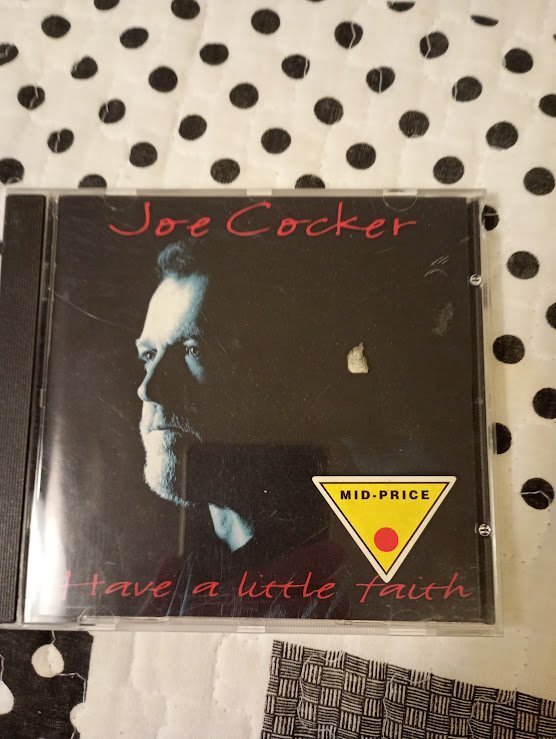 Joe Cocker
MID-PRICE
Have a little faith